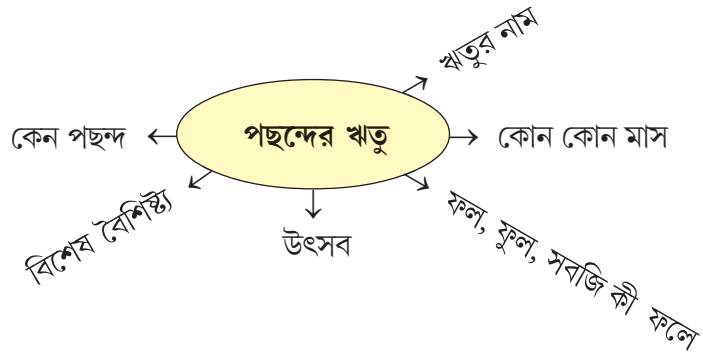 ঋতুর নাম
কেন পছন্দ
পছন্দের ঋতু
কোন কোন মাস
বিশেষ বৈশিষ্ট্য
উৎসব
ফল, ফুল, সবজি কী ফলে